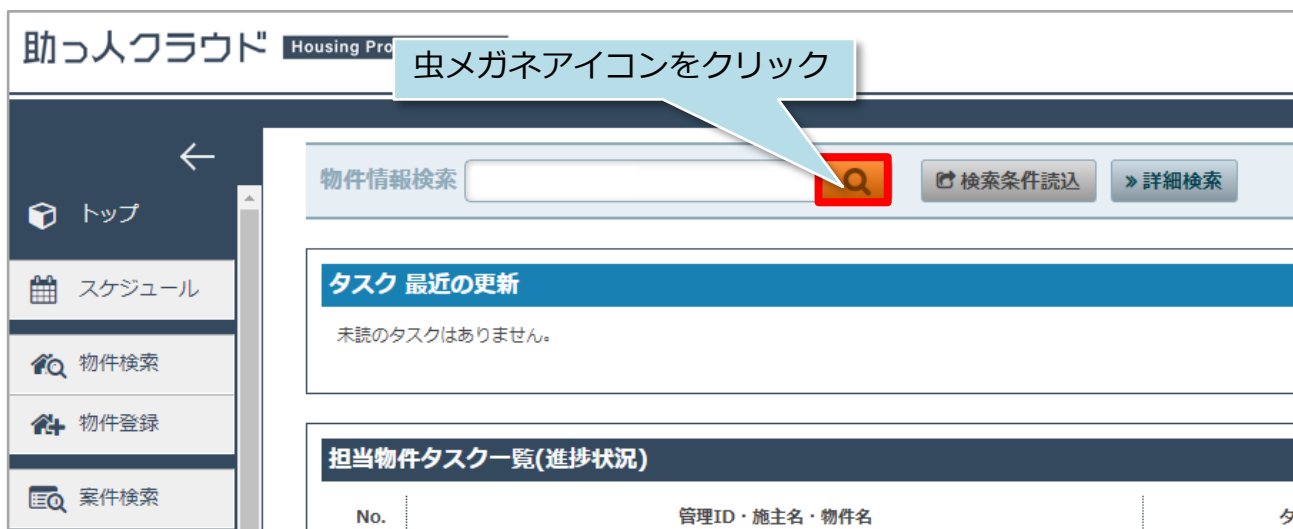 助っ人クラウド Housing Pro
虫メガネアイコンをクリック
物件情報検索
検索条件読込
» 詳細検索
トップ
スケジュール
物件検索
物件登録
案件検索
タスク 最近の更新
未読のタスクはありません。
担当物件タスク一覧(進捗状況)
No. 管理ID・施主名・物件名